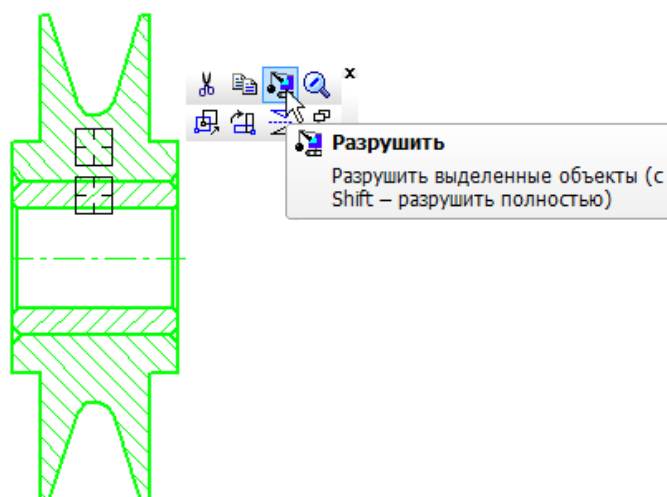 x
Разрушить
Разрушить выделенные объекты (с
Shift – разрушить полностью)